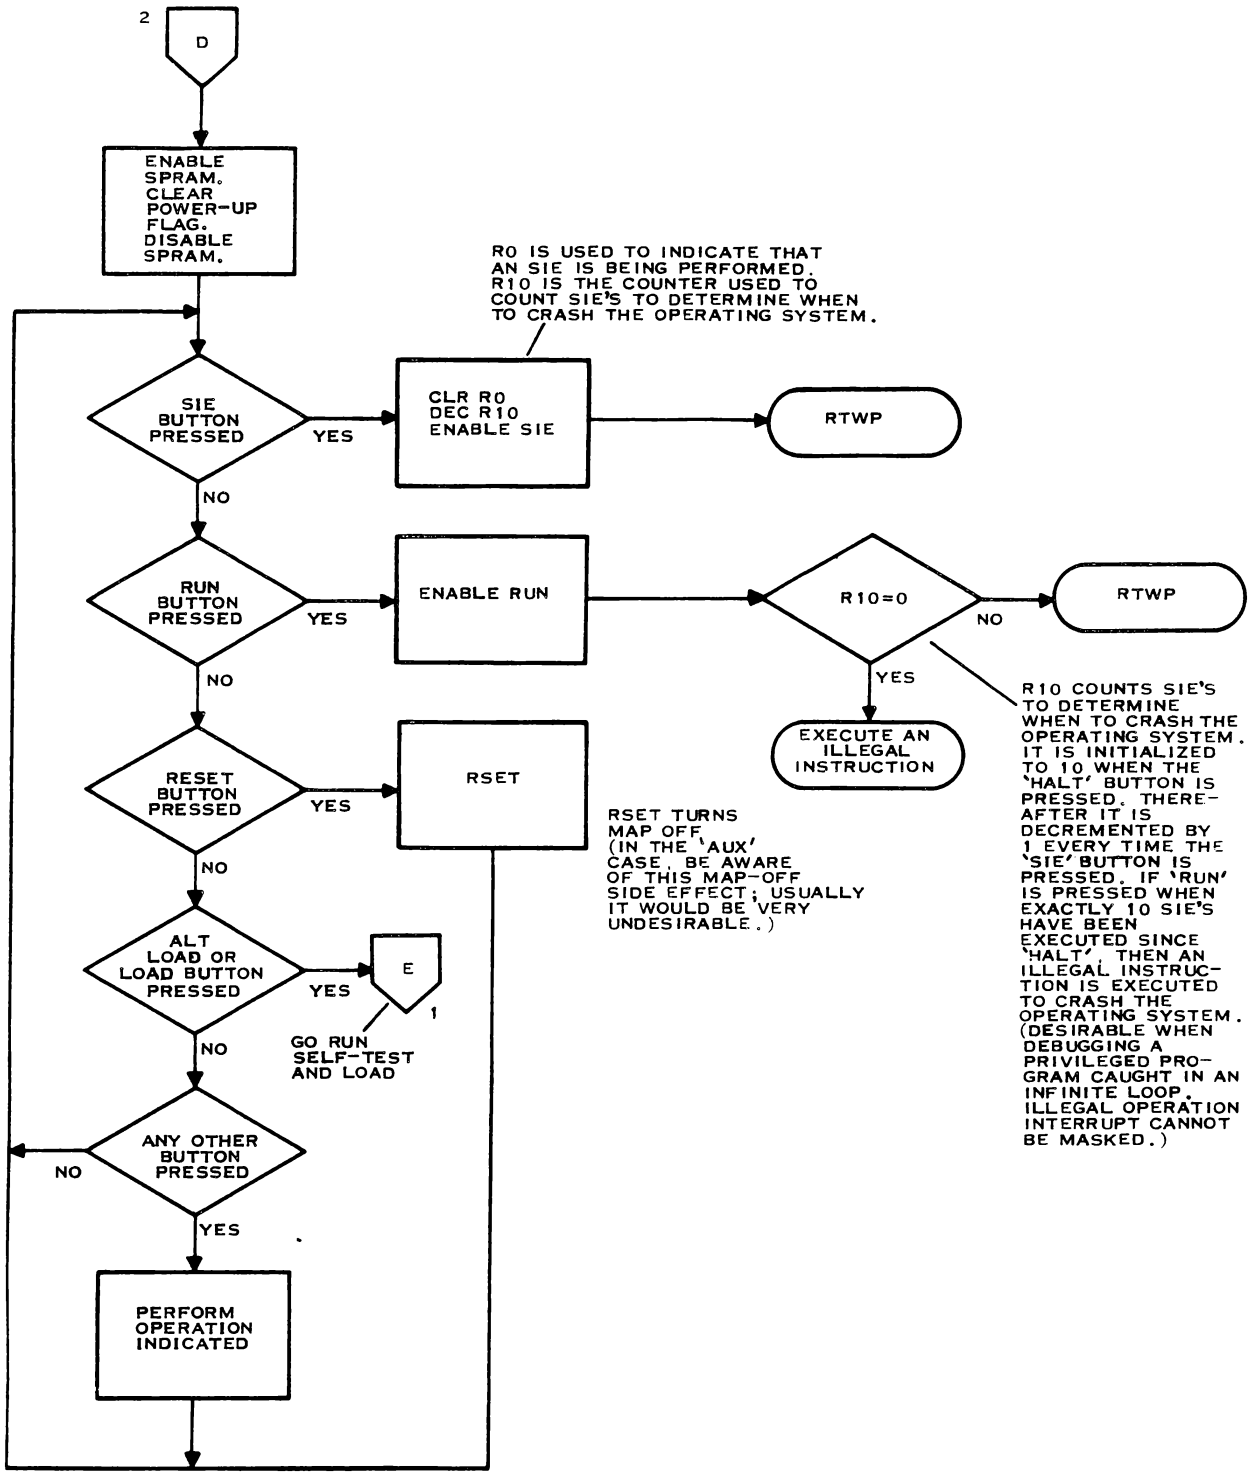 2
D
ENABLE
SPRAM.
CLEAR
POWER-UP
FLAG.
DISABLE
SPRAM.
R0 IS USED TO INDICATE THAT
AN SIE IS BEING PERFORMED.
R10 IS THE COUNTER USED TO
COUNT SIE'S TO DETERMINE WHEN
TO CRASH THE OPERATING SYSTEM.
SIE
BUTTON
PRESSED
YES
CLR R0
DEC R10
ENABLE SIE
RTWP
NO
RUN
BUTTON
PRESSED
YES
ENABLE RUN
R10=0
NO
RTWP
YES
EXECUTE AN
ILLEGAL
INSTRUCTION
R10 COUNTS SIE'S
TO DETERMINE
WHEN TO CRASH THE
OPERATING SYSTEM.
IT IS INITIALIZED
TO 10 WHEN THE
'HALT' BUTTON IS
PRESSED. THERE-
AFTER IT IS
DECREMENTED BY
1 EVERY TIME THE
'SIE' BUTTON IS
PRESSED. IF 'RUN'
IS PRESSED WHEN
EXACTLY 10 SIE'S
HAVE BEEN
EXECUTED SINCE
'HALT', THEN AN
ILLEGAL INSTRUC-
TION IS EXECUTED
TO CRASH THE
OPERATING SYSTEM.
(DESIRABLE WHEN
DEBUGGING A
PRIVILEGED PRO-
GRAM CAUGHT IN AN
INFINITE LOOP.
ILLEGAL OPERATION
INTERRUPT CANNOT
BE MASKED.)
NO
RESET
BUTTON
PRESSED
YES
RSET
RSET TURNS
MAP OFF
(IN THE 'AUX'
CASE, BE AWARE
OF THIS MAP-OFF
SIDE EFFECT; USUALLY
IT WOULD BE VERY
UNDESIRABLE.)
NO
ALT
LOAD OR
LOAD BUTTON
PRESSED
YES
E
1
GO RUN
SELF-TEST
AND LOAD
NO
ANY OTHER
BUTTON
PRESSED
NO
YES
PERFORM
OPERATION
INDICATED